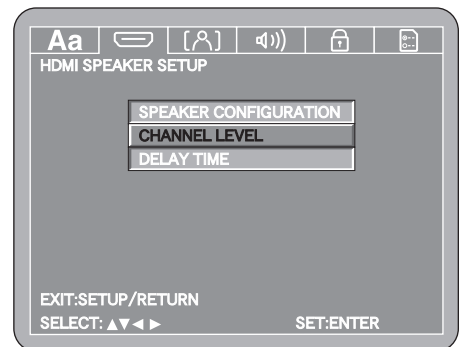 Aa
HDMI SPEAKER SETUP
SPEAKER CONFIGURATION
CHANNEL LEVEL
DELAY TIME
EXIT:SETUP/RETURN
SELECT: ▲▼◄ ► SET:ENTER